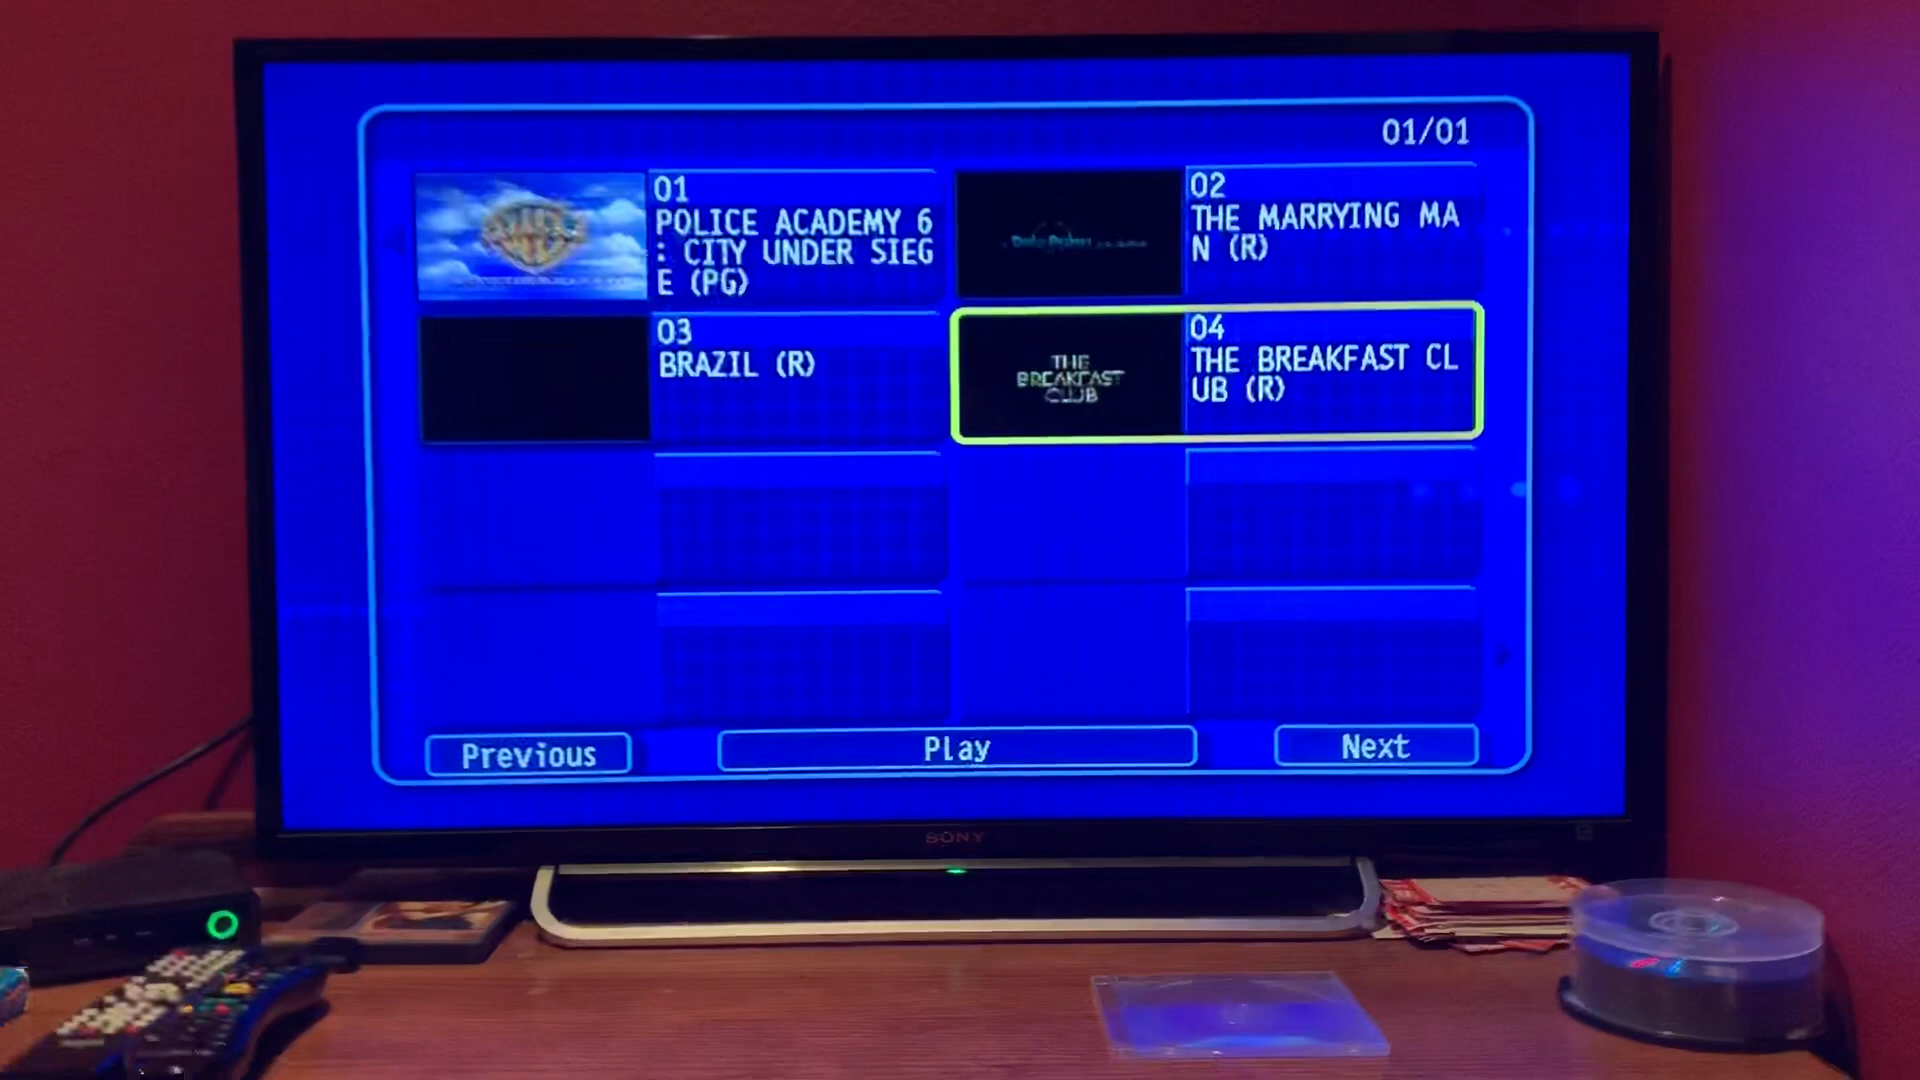 01/01
01
POLICE ACADEMY 6
: CITY UNDER SIEG
E (PG)
02
THE MARRYING MA
N (R)
03
BRAZIL (R)
THE
BREAKFAST
CLUB
04
THE BREAKFAST CL
UB (R)
Previous
Play
Next
SONY